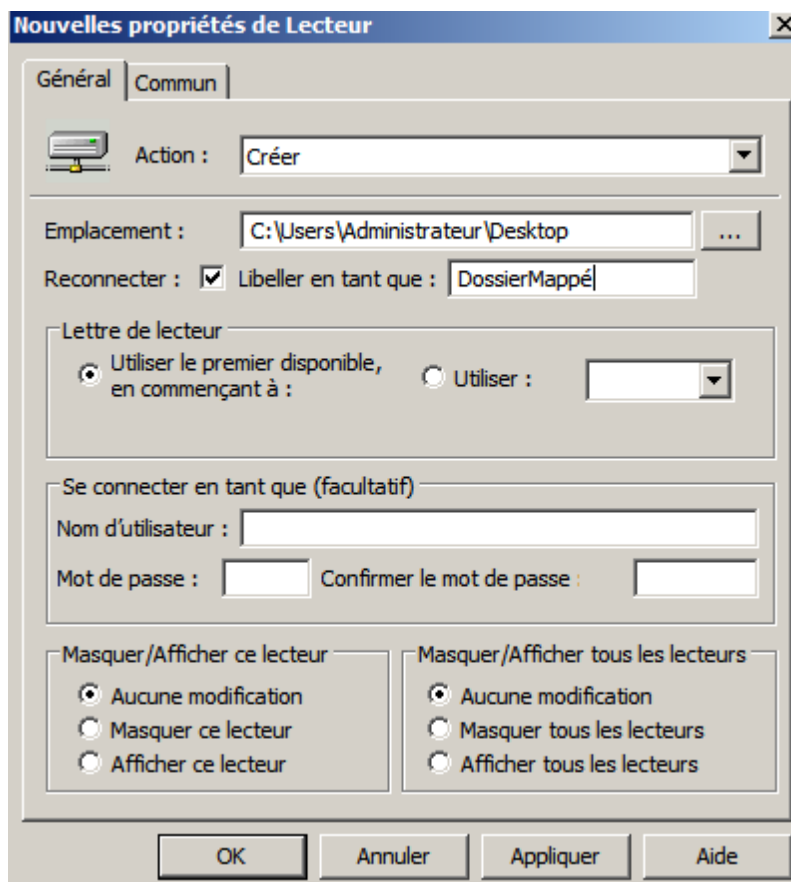 Nouvelles propriétés de Lecteur
Général Commun
Action : Créer
Emplacement : C:\Users\Administrateur\Desktop ...
Reconnecter : Libeller en tant que : DossierMappé
Lettre de lecteur
Utiliser le premier disponible,
en commençant à :
Utiliser :
Se connecter en tant que (facultatif)
Nom d'utilisateur :
Mot de passe : Confirmer le mot de passe :
Masquer/Afficher ce lecteur
Aucune modification
Masquer ce lecteur
Afficher ce lecteur
Masquer/Afficher tous les lecteurs
Aucune modification
Masquer tous les lecteurs
Afficher tous les lecteurs
OK Annuler Appliquer Aide